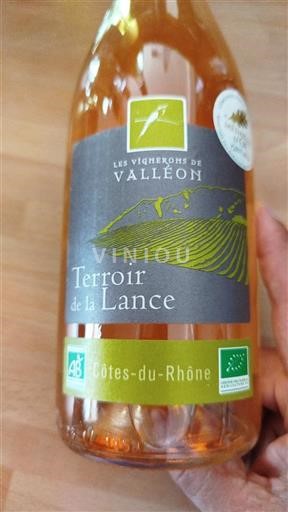 LES VIGNERONS DE
VALLÉON
VINIOU
Terroir
de la Lance
AB
Côtes-du-Rhône